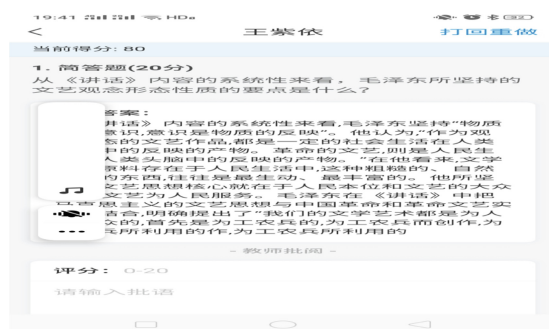 19:41 HD
< 王紫依 打回重做
当前得分: 80
1. 简答题(20分)
从《讲话》内容的系统性来看，毛泽东所坚持的
文艺观念形态性质的要点是什么?
答案:
讲话》内容的系统性来看,毛泽东坚持“物质
意识,意识是物质的反映”。他认为,“作为观
态的文艺作品,都是一定的社会生活在人类
中的反映的产物。革命的文艺,则是人民生
人类头脑中的反映的产物。“在他看来,文学
原料存在于人民生活中,这种粗糙的、自然
的东西,往往是最生动、 最丰富的。他所坚
文艺思想核心就在于人民本位和文艺的大众
文艺为人民服务。毛泽东在《讲话》中把
马克思主义的文艺思想与中国革命和革命文艺实
结合,明确提出了“我们的文学艺术都是为人
众的,首先是为工农兵的,为工农兵而创作,为
兵所利用的作,为工农兵所利用的
- 教师批阅 -
评分: 0-20
请输入批语